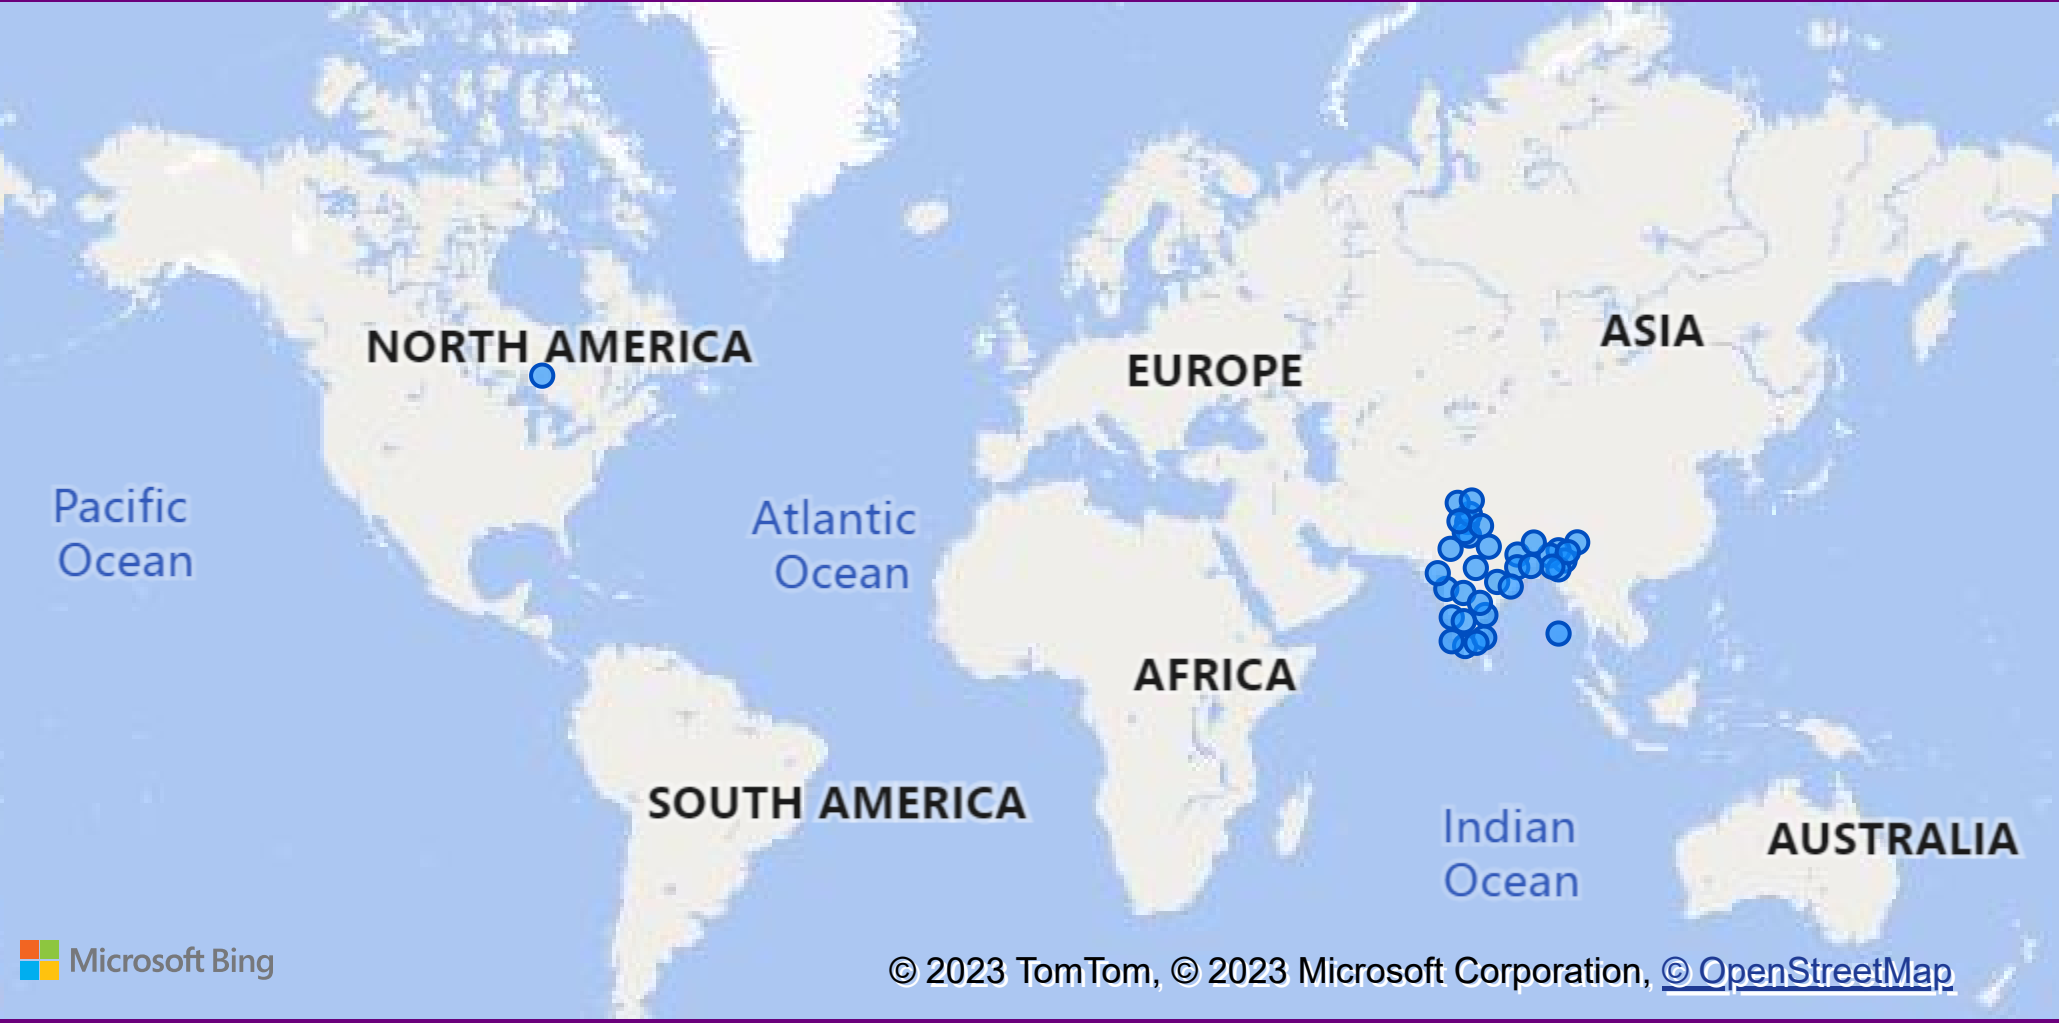 NORTH AMERICA
EUROPE
ASIA
Pacific
Ocean
Atlantic
Ocean
AFRICA
SOUTH AMERICA
Indian
Ocean
AUSTRALIA
Microsoft Bing
© 2023 TomTom, © 2023 Microsoft Corporation, © OpenStreetMap